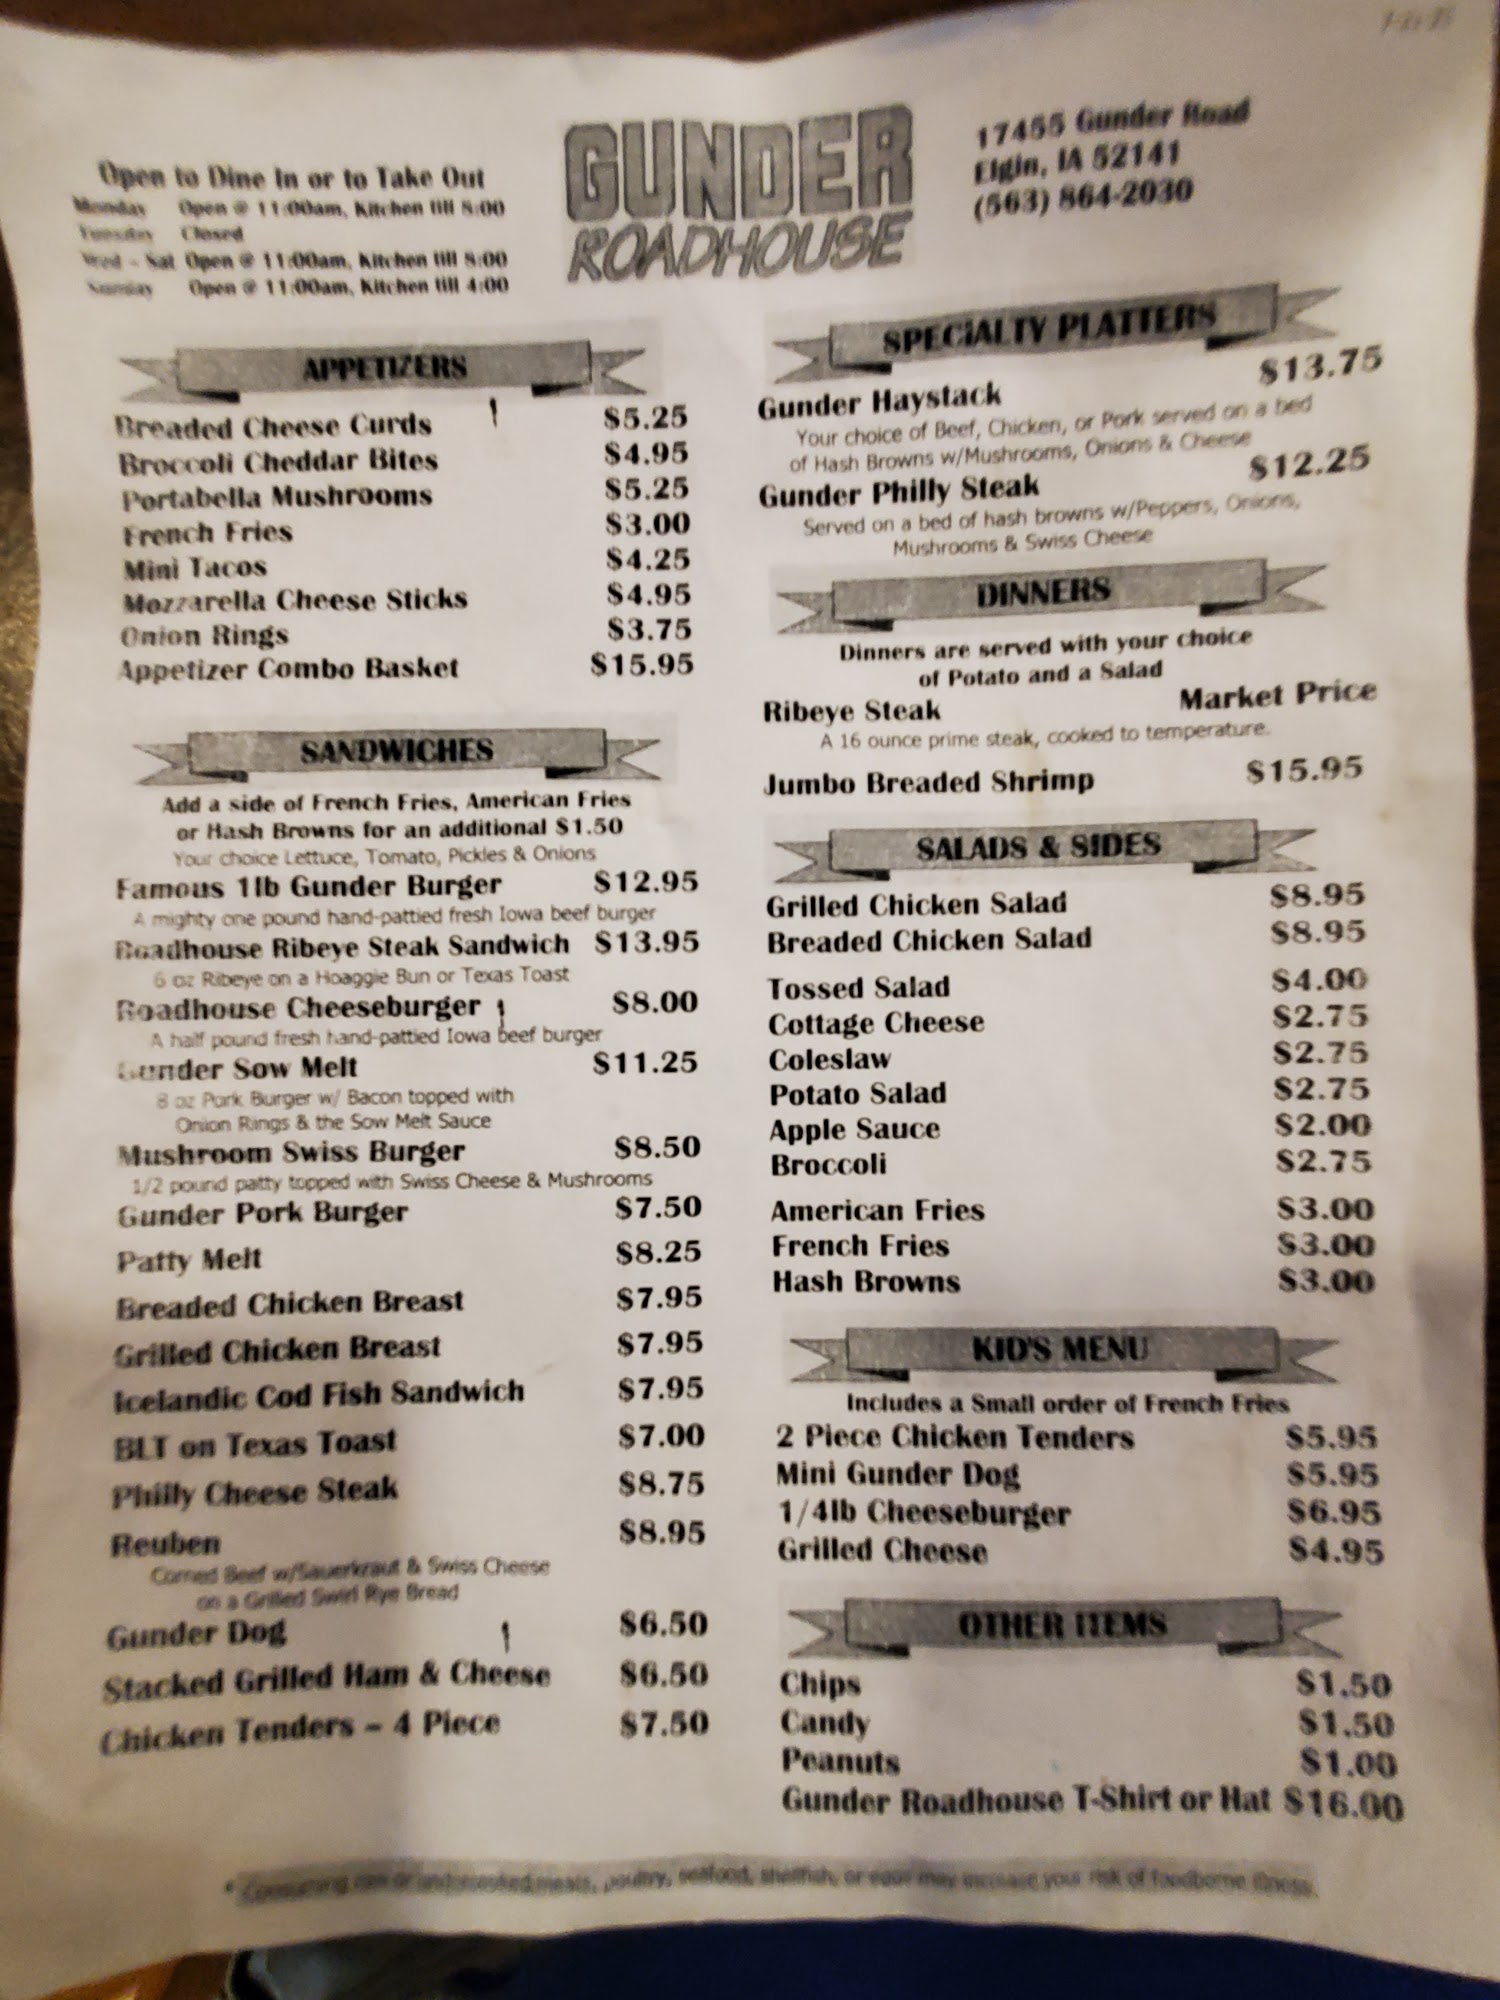 Open to Dine In or to Take Out
Monday Open @ 11:00am, Kitchen till 8:00
Tuesday Closed
Wed - Sat Open @ 11:00am, Kitchen till 8:00
Sunday Open @ 11:00am, Kitchen till 4:00
GUNDER
ROADHOUSE
17455 Gunder Road
Elgin, IA 52141
(563) 864-2030
APPETIZERS
Breaded Cheese Curds $5.25
Broccoli Cheddar Bites $4.95
Portabella Mushrooms $5.25
French Fries $3.00
Mini Tacos $4.25
Mozzarella Cheese Sticks $4.95
Onion Rings $3.75
Appetizer Combo Basket $15.95
SANDWICHES
Add a side of French Fries, American Fries
or Hash Browns for an additional $1.50
Your choice Lettuce, Tomato, Pickles & Onions
Famous 1lb Gunder Burger $12.95
A mighty one pound hand-pattied fresh Iowa beef burger
Roadhouse Ribeye Steak Sandwich $13.95
6 oz Ribeye on a Hoaggie Bun or Texas Toast
Roadhouse Cheeseburger $8.00
A half pound fresh hand-pattied Iowa beef burger
Gunder Sow Melt $11.25
8 oz Pork Burger w/ Bacon topped with
Onion Rings & the Sow Melt Sauce
Mushroom Swiss Burger $8.50
1/2 pound patty topped with Swiss Cheese & Mushrooms
Gunder Pork Burger $7.50
Patty Melt $8.25
Breaded Chicken Breast $7.95
Grilled Chicken Breast $7.95
Icelandic Cod Fish Sandwich $7.95
BLT on Texas Toast $7.00
Philly Cheese Steak $8.75
Reuben $8.95
Corned Beef w/Sauerkraut & Swiss Cheese
on a Grilled Swirl Rye Bread
Gunder Dog $6.50
Stacked Grilled Ham & Cheese $6.50
Chicken Tenders - 4 Piece $7.50
SPECIALTY PLATTERS
Gunder Haystack $13.75
Your choice of Beef, Chicken, or Pork served on a bed
of Hash Browns w/Mushrooms, Onions & Cheese
Gunder Philly Steak $12.25
Served on a bed of hash browns w/Peppers, Onions,
Mushrooms & Swiss Cheese
DINNERS
Dinners are served with your choice
of Potato and a Salad
Ribeye Steak Market Price
A 16 ounce prime steak, cooked to temperature.
Jumbo Breaded Shrimp $15.95
SALADS & SIDES
Grilled Chicken Salad $8.95
Breaded Chicken Salad $8.95
Tossed Salad $4.00
Cottage Cheese $2.75
Coleslaw $2.75
Potato Salad $2.75
Apple Sauce $2.00
Broccoli $2.75
American Fries $3.00
French Fries $3.00
Hash Browns $3.00
KID'S MENU
Includes a Small order of French Fries
2 Piece Chicken Tenders $5.95
Mini Gunder Dog $5.95
1/4lb Cheeseburger $6.95
Grilled Cheese $4.95
OTHER ITEMS
Chips $1.50
Candy $1.50
Peanuts $1.00
Gunder Roadhouse T-Shirt or Hat $16.00
* Consuming raw or undercooked meats, poultry, seafood, shellfish, or eggs may increase your risk of foodborne illness.